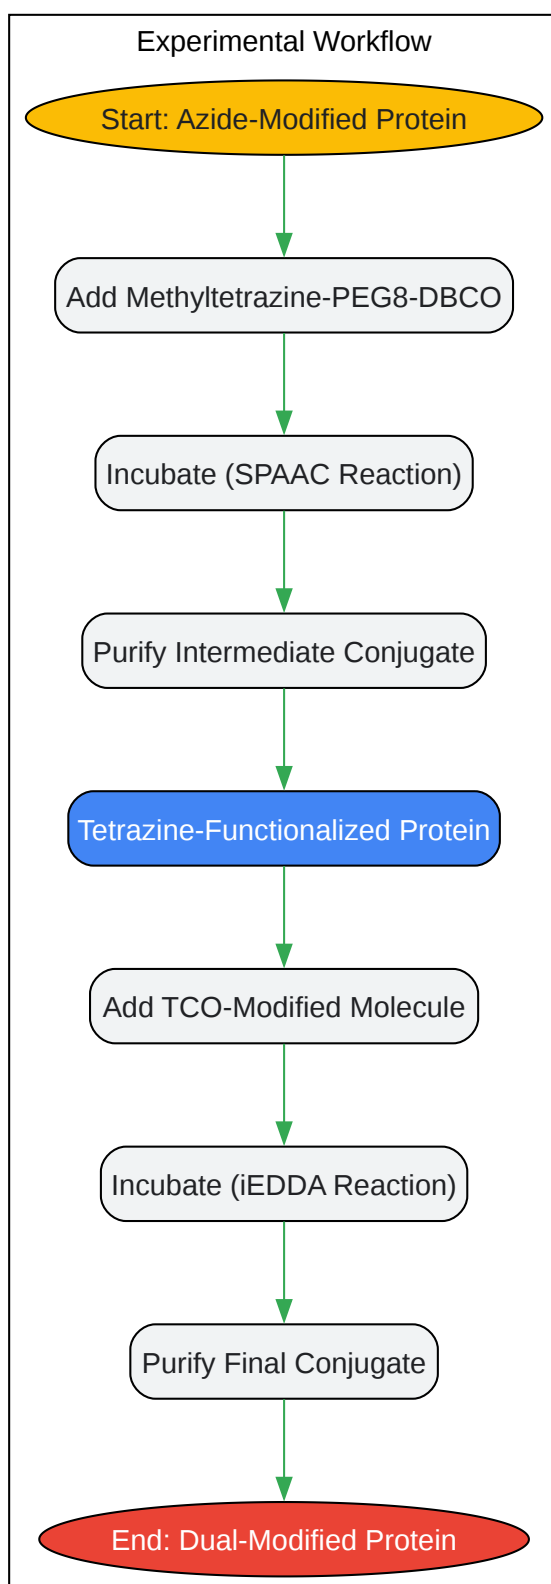 Experimental Workflow
Start: Azide-Modified Protein
Add Methyltetrazine-PEG8-DBCO
Incubate (SPAAC Reaction)
Purify Intermediate Conjugate
Tetrazine-Functionalized Protein
Add TCO-Modified Molecule
Incubate (iEDDA Reaction)
Purify Final Conjugate
End: Dual-Modified Protein